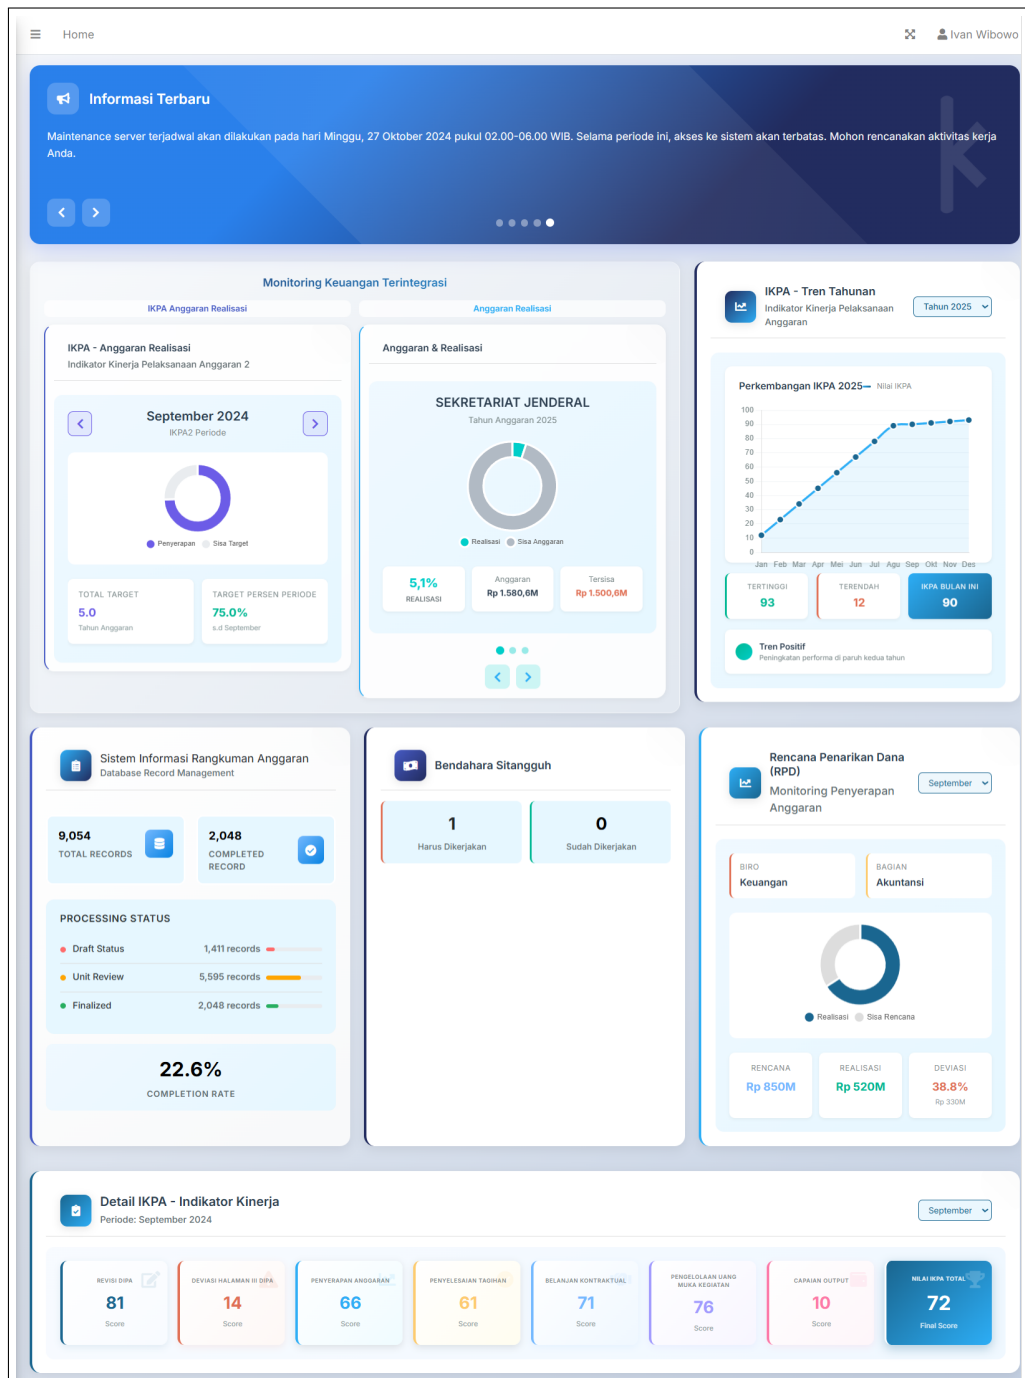 Home
Ivan Wibowo
Informasi Terbaru
Maintenance server terjadwal akan dilakukan pada hari Minggu, 27 Oktober 2024 pukul 02.00-06.00 WIB. Selama periode ini, akses ke sistem akan terbatas. Mohon rencanakan aktivitas kerja
Anda.
Monitoring Keuangan Terintegrasi
IKPA Anggaran Realisasi
Anggaran Realisasi
IKPA - Anggaran Realisasi
Indikator Kinerja Pelaksanaan Anggaran 2
September 2024
IKPA2 Periode
Penyerapan
Sisa Target
TOTAL TARGET
5.0
Tahun Anggaran
TARGET PERSEN PERIODE
75.0%
s.d September
Anggaran & Realisasi
SEKRETARIAT JENDERAL
Tahun Anggaran 2025
Realisasi
Sisa Anggaran
5,1%
REALISASI
Anggaran
Rp 1.580,6M
Tersisa
Rp 1.500,6M
IKPA - Tren Tahunan
Indikator Kinerja Pelaksanaan
Anggaran
Tahun 2025
Perkembangan IKPA 2025
Nilai IKPA
100
90
80
70
60
50
40
30
20
10
0
Jan Feb Mar Apr Mei Jun Jul Agu Sep Okt Nov Des
TERTINGGI
93
TERENDAH
12
IKPA BULAN INI
90
Tren Positif
Peningkatan performa di paruh kedua tahun
Sistem Informasi Rangkuman Anggaran
Database Record Management
9,054
TOTAL RECORDS
2,048
COMPLETED
RECORD
PROCESSING STATUS
Draft Status 1,411 records
Unit Review 5,595 records
Finalized 2,048 records
22.6%
COMPLETION RATE
Bendahara Sitangguh
1
Harus Dikerjakan
0
Sudah Dikerjakan
Rencana Penarikan Dana
(RPD)
Monitoring Penyerapan
Anggaran
September
BIRO
Keuangan
BAGIAN
Akuntansi
Realisasi
Sisa Rencana
RENCANA
Rp 850M
REALISASI
Rp 520M
DEVIASI
38.8%
Rp 330M
Detail IKPA - Indikator Kinerja
Periode: September 2024
September
REVISI DIPA
81
Score
DEVIASI HALAMAN III DIPA
14
Score
PENYERAPAN ANGGARAN
66
Score
PENYELESAIAN TAGIHAN
61
Score
BELANJAN KONTRAKTUAL
71
Score
PENGELOLAAN UANG
MUKA KEGIATAN
76
Score
CAPAIAN OUTPUT
10
Score
NILAI IKPA TOTAL
72
Final Score